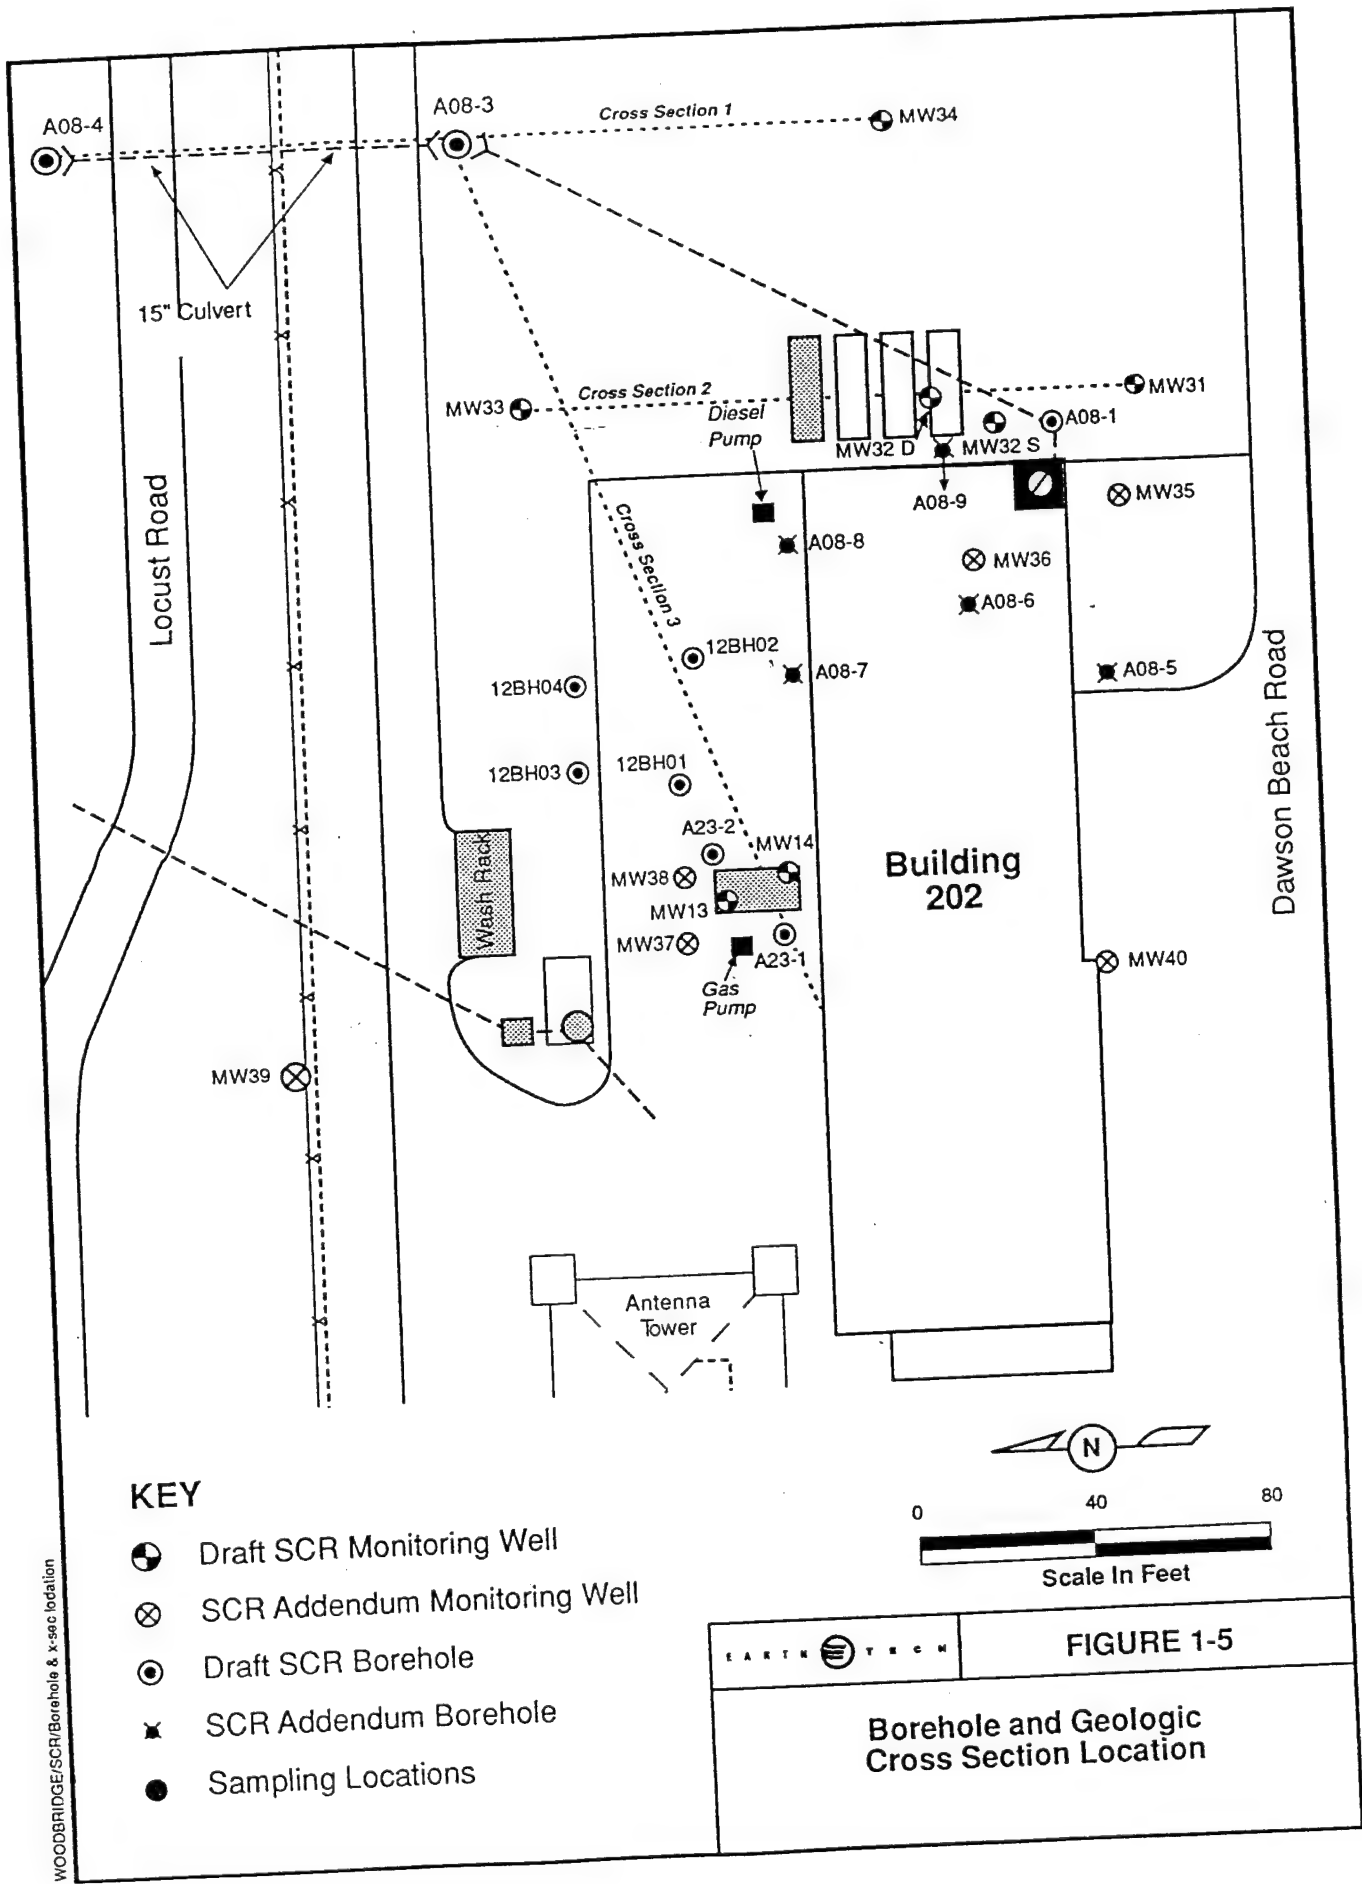 A08-4
A08-3
Cross Section 1
MW34
15" Culvert
MW33
Cross Section 2
Diesel
Pump
MW31
A08-1
MW32 D
MW32 S
A08-9
MW35
Locust Road
Cross Section 3
A08-8
MW36
A08-6
12BH02
A08-7
A08-5
12BH04
12BH03
12BH01
Dawson Beach Road
A23-2
MW14
Wash Rack
MW38
MW13
Building
202
MW37
A23-1
MW40
Gas
Pump
MW39
Antenna
Tower
N
KEY
Draft SCR Monitoring Well
SCR Addendum Monitoring Well
Draft SCR Borehole
SCR Addendum Borehole
Sampling Locations
0 40 80
Scale In Feet
EARTH TECH
FIGURE 1-5
Borehole and Geologic
Cross Section Location
WOODBRIDGE/SCR/Borehole & x-sec lodation